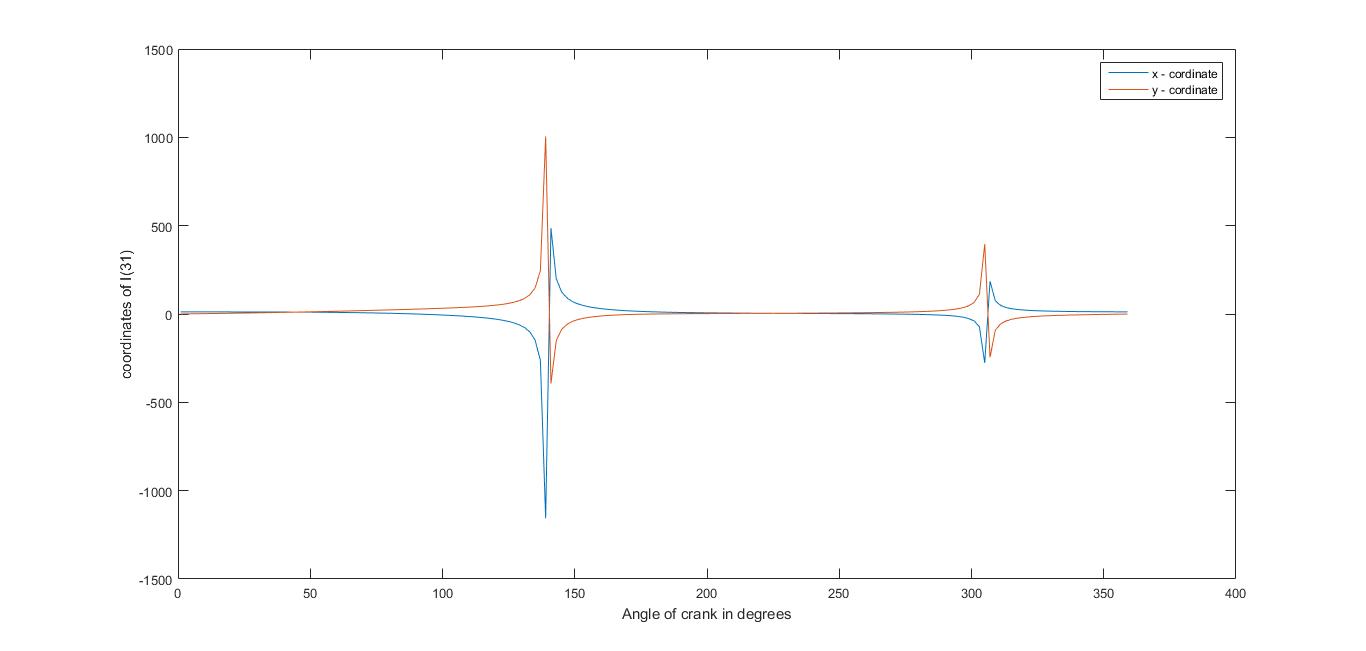 1500
1000
500
0
-500
-1000
-1500
coordinates of I(31)
x - cordinate
y - cordinate
0 50 100 150 200 250 300 350 400
Angle of crank in degrees